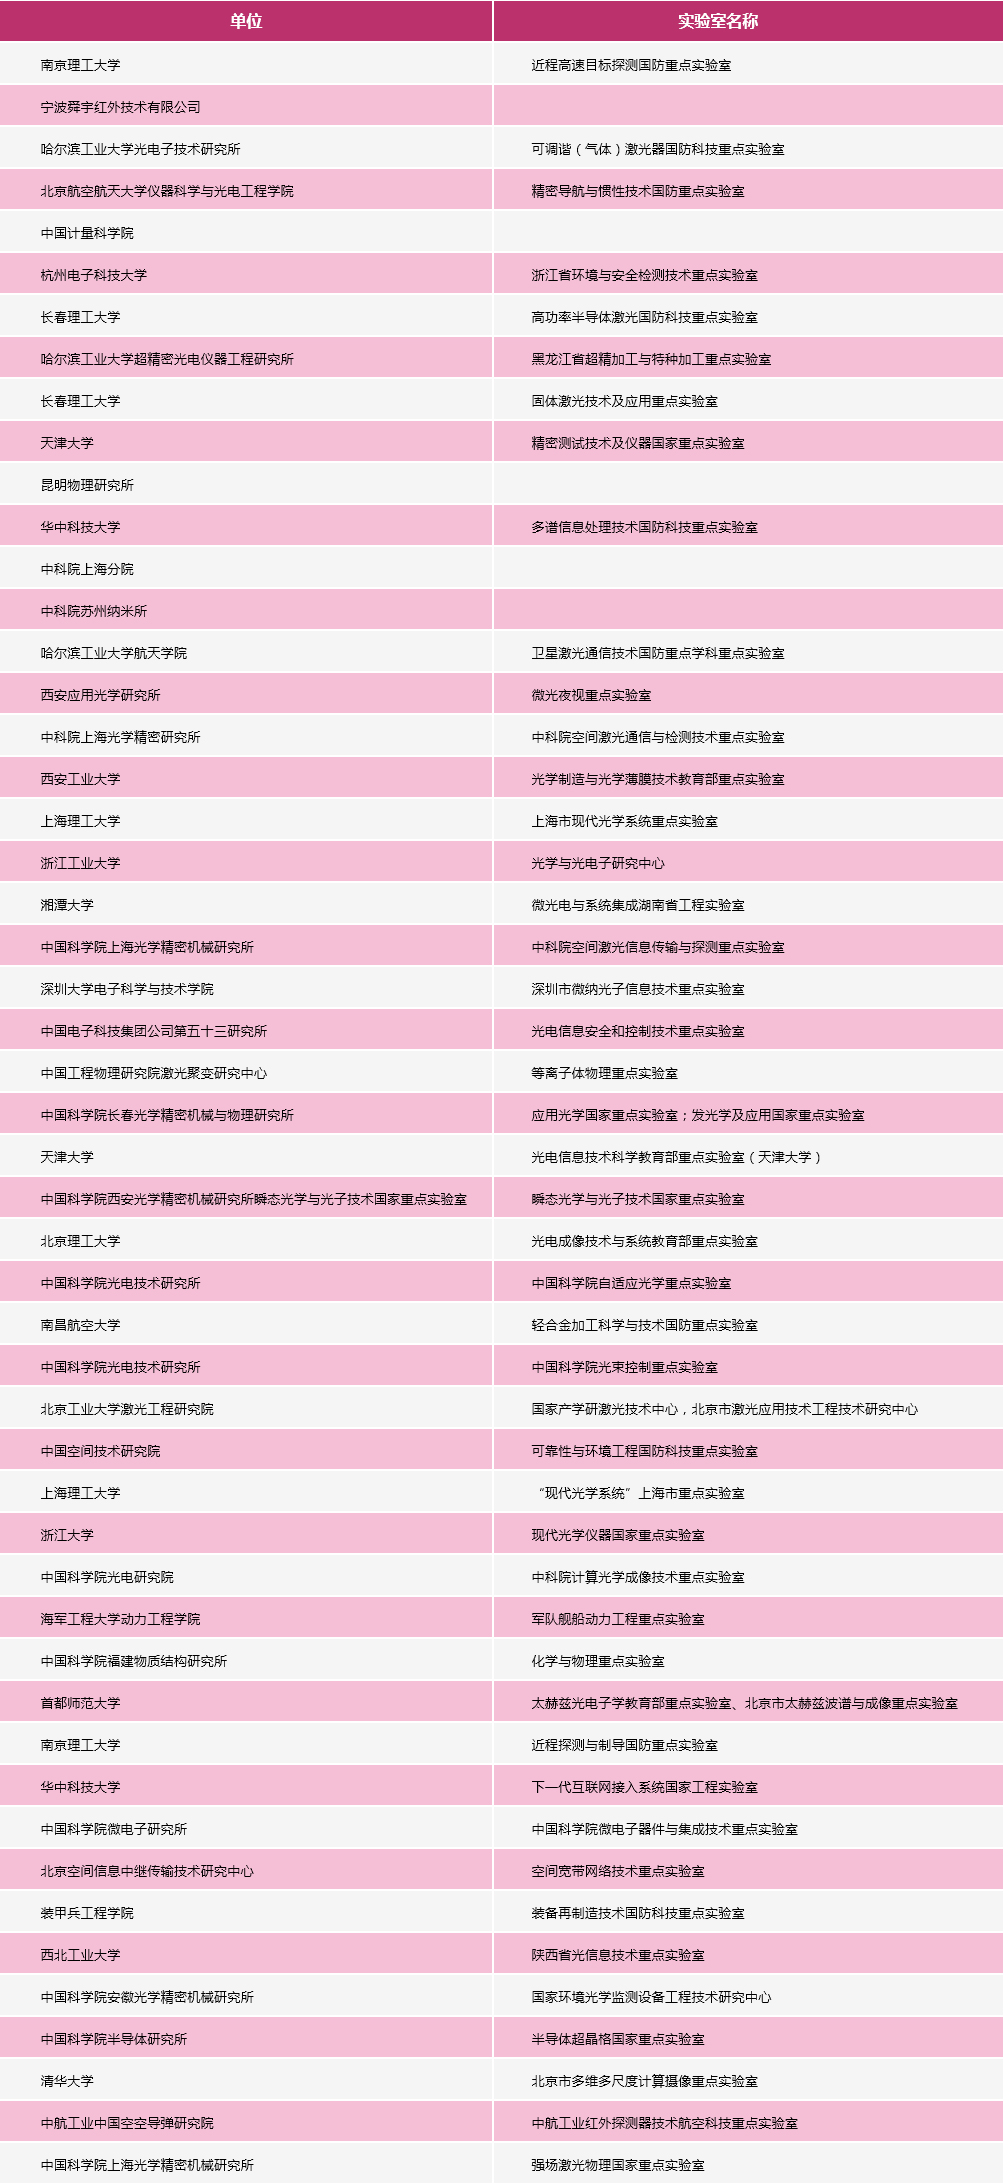 单位 实验室名称
南京理工大学 近程高速目标探测国防重点实验室
宁波舜宇红外技术有限公司
哈尔滨工业大学光电子技术研究所 可调谐（气体）激光器国防科技重点实验室
北京航空航天大学仪器科学与光电工程学院 精密导航与惯性技术国防重点实验室
中国计量科学院
杭州电子科技大学 浙江省环境与安全检测技术重点实验室
长春理工大学 高功率半导体激光国防科技重点实验室
哈尔滨工业大学超精密光电仪器工程研究所 黑龙江省超精加工与特种加工重点实验室
长春理工大学 固体激光技术及应用重点实验室
天津大学 精密测试技术及仪器国家重点实验室
昆明物理研究所
华中科技大学 多谱信息处理技术国防科技重点实验室
中科院上海分院
中科院苏州纳米所
哈尔滨工业大学航天学院 卫星激光通信技术国防重点学科重点实验室
西安应用光学研究所 微光夜视重点实验室
中科院上海光学精密研究所 中科院空间激光通信与检测技术重点实验室
西安工业大学 光学制造与光学薄膜技术教育部重点实验室
上海理工大学 上海市现代光学系统重点实验室
浙江工业大学 光学与光电子研究中心
湘潭大学 微光电与系统集成湖南省工程实验室
中国科学院上海光学精密机械研究所 中科院空间激光信息传输与探测重点实验室
深圳大学电子科学与技术学院 深圳市微纳光子信息技术重点实验室
中国电子科技集团公司第五十三研究所 光电信息安全和控制技术重点实验室
中国工程物理研究院激光聚变研究中心 等离子体物理重点实验室
中国科学院长春光学精密机械与物理研究所 应用光学国家重点实验室；发光学及应用国家重点实验室
天津大学 光电信息技术科学教育部重点实验室（天津大学）
中国科学院西安光学精密机械研究所瞬态光学与光子技术国家重点实验室 瞬态光学与光子技术国家重点实验室
北京理工大学 光电成像技术与系统教育部重点实验室
中国科学院光电技术研究所 中国科学院自适应光学重点实验室
南昌航空大学 轻合金加工科学与技术国防重点实验室
中国科学院光电技术研究所 中国科学院光束控制重点实验室
北京工业大学激光工程研究院 国家产学研激光技术中心，北京市激光应用技术工程技术研究中心
中国空间技术研究院 可靠性与环境工程国防科技重点实验室
上海理工大学 “现代光学系统”上海市重点实验室
浙江大学 现代光学仪器国家重点实验室
中国科学院光电研究院 中科院计算光学成像技术重点实验室
海军工程大学动力工程学院 军队舰船动力工程重点实验室
中国科学院福建物质结构研究所 化学与物理重点实验室
首都师范大学 太赫兹光电子学教育部重点实验室、北京市太赫兹波谱与成像重点实验室
南京理工大学 近程探测与制导国防重点实验室
华中科技大学 下一代互联网接入系统国家工程实验室
中国科学院微电子研究所 中国科学院微电子器件与集成技术重点实验室
北京空间信息中继传输技术研究中心 空间宽带网络技术重点实验室
装甲兵工程学院 装备再制造技术国防科技重点实验室
西北工业大学 陕西省光信息技术重点实验室
中国科学院安徽光学精密机械研究所 国家环境光学监测设备工程技术研究中心
中国科学院半导体研究所 半导体超晶格国家重点实验室
清华大学 北京市多维多尺度计算摄像重点实验室
中航工业中国空空导弹研究院 中航工业红外探测器技术航空科技重点实验室
中国科学院上海光学精密机械研究所 强场激光物理国家重点实验室